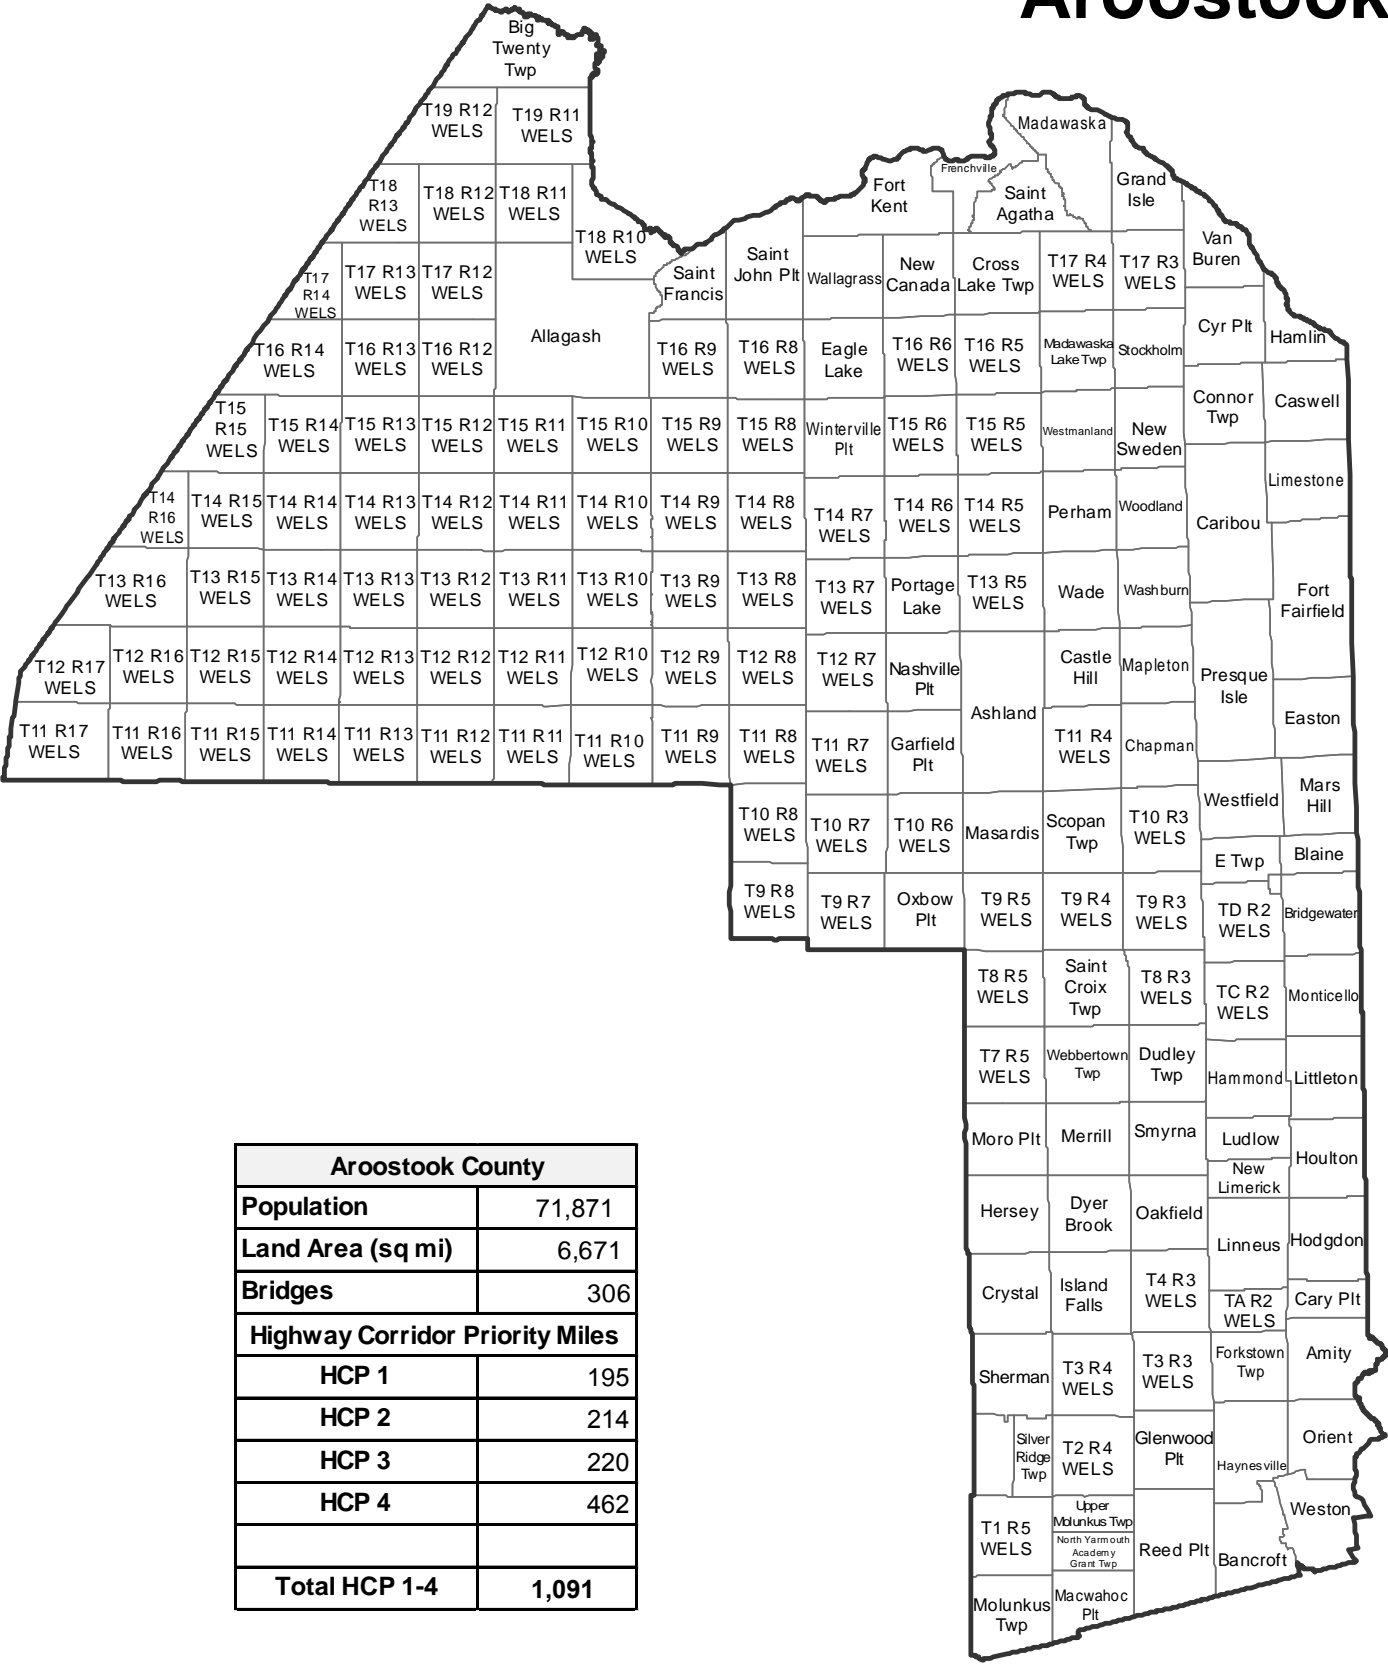 Aroostook
Big
Twenty
Twp
T19 R12
WELS
T19 R11
WELS
Madawaska
Frenchville
Fort
Kent
Saint
Agatha
Grand
Isle
T18
R13
WELS
T18 R12
WELS
T18 R11
WELS
T18 R10
WELS
Van
Buren
T17
R14
WELS
T17 R13
WELS
T17 R12
WELS
Allagash
Saint
Francis
Saint
John Plt
Wallagrass
New
Canada
Cross
Lake Twp
T17 R4
WELS
T17 R3
WELS
Cyr Plt
Hamlin
T16 R14
WELS
T16 R13
WELS
T16 R12
WELS
T16 R9
WELS
T16 R8
WELS
Eagle
Lake
T16 R6
WELS
T16 R5
WELS
Madawaska
Lake Twp
Stockholm
Connor
Twp
Caswell
T15
R15
WELS
T15 R14
WELS
T15 R13
WELS
T15 R12
WELS
T15 R11
WELS
T15 R10
WELS
T15 R9
WELS
T15 R8
WELS
Winterville
Plt
T15 R6
WELS
T15 R5
WELS
Westmanland
New
Sweden
Limestone
T14
R16
WELS
T14 R15
WELS
T14 R14
WELS
T14 R13
WELS
T14 R12
WELS
T14 R11
WELS
T14 R10
WELS
T14 R9
WELS
T14 R8
WELS
T14 R7
WELS
T14 R6
WELS
T14 R5
WELS
Perham
Woodland
Caribou
T13 R16
WELS
T13 R15
WELS
T13 R14
WELS
T13 R13
WELS
T13 R12
WELS
T13 R11
WELS
T13 R10
WELS
T13 R9
WELS
T13 R8
WELS
T13 R7
WELS
Portage
Lake
T13 R5
WELS
Wade
Washburn
Fort
Fairfield
T12 R17
WELS
T12 R16
WELS
T12 R15
WELS
T12 R14
WELS
T12 R13
WELS
T12 R12
WELS
T12 R11
WELS
T12 R10
WELS
T12 R9
WELS
T12 R8
WELS
T12 R7
WELS
Nashville
Plt
Ashland
Castle
Hill
Mapleton
Presque
Isle
Easton
T11 R17
WELS
T11 R16
WELS
T11 R15
WELS
T11 R14
WELS
T11 R13
WELS
T11 R12
WELS
T11 R11
WELS
T11 R10
WELS
T11 R9
WELS
T11 R8
WELS
T11 R7
WELS
Garfield
Plt
T11 R4
WELS
Chapman
Westfield
Mars
Hill
T10 R8
WELS
T10 R7
WELS
T10 R6
WELS
Masardis
Scopan
Twp
T10 R3
WELS
E Twp
Blaine
T9 R8
WELS
T9 R7
WELS
Oxbow
Plt
T9 R5
WELS
T9 R4
WELS
T9 R3
WELS
TD R2
WELS
Bridgewater
T8 R5
WELS
Saint
Croix
Twp
T8 R3
WELS
TC R2
WELS
Monticello
T7 R5
WELS
Webbertown
Twp
Dudley
Twp
Hammond
Littleton
Moro Plt
Merrill
Smyrna
Ludlow
New
Limerick
Houlton
Hersey
Dyer
Brook
Oakfield
Linneus
Hodgdon
Crystal
Island
Falls
T4 R3
WELS
TA R2
WELS
Cary Plt
Sherman
T3 R4
WELS
T3 R3
WELS
Forkstown
Twp
Amity
Silver
Ridge
Twp
T2 R4
WELS
Glenwood
Plt
Haynesville
Orient
Weston
T1 R5
WELS
Upper
Molunkus Twp
North Yarmouth
Academy
Grant Twp
Reed Plt
Bancroft
Molunkus
Twp
Macwahoc
Plt
Aroostook County
Population 71,871
Land Area (sq mi) 6,671
Bridges 306
Highway Corridor Priority Miles
HCP 1 195
HCP 2 214
HCP 3 220
HCP 4 462
Total HCP 1-4 1,091